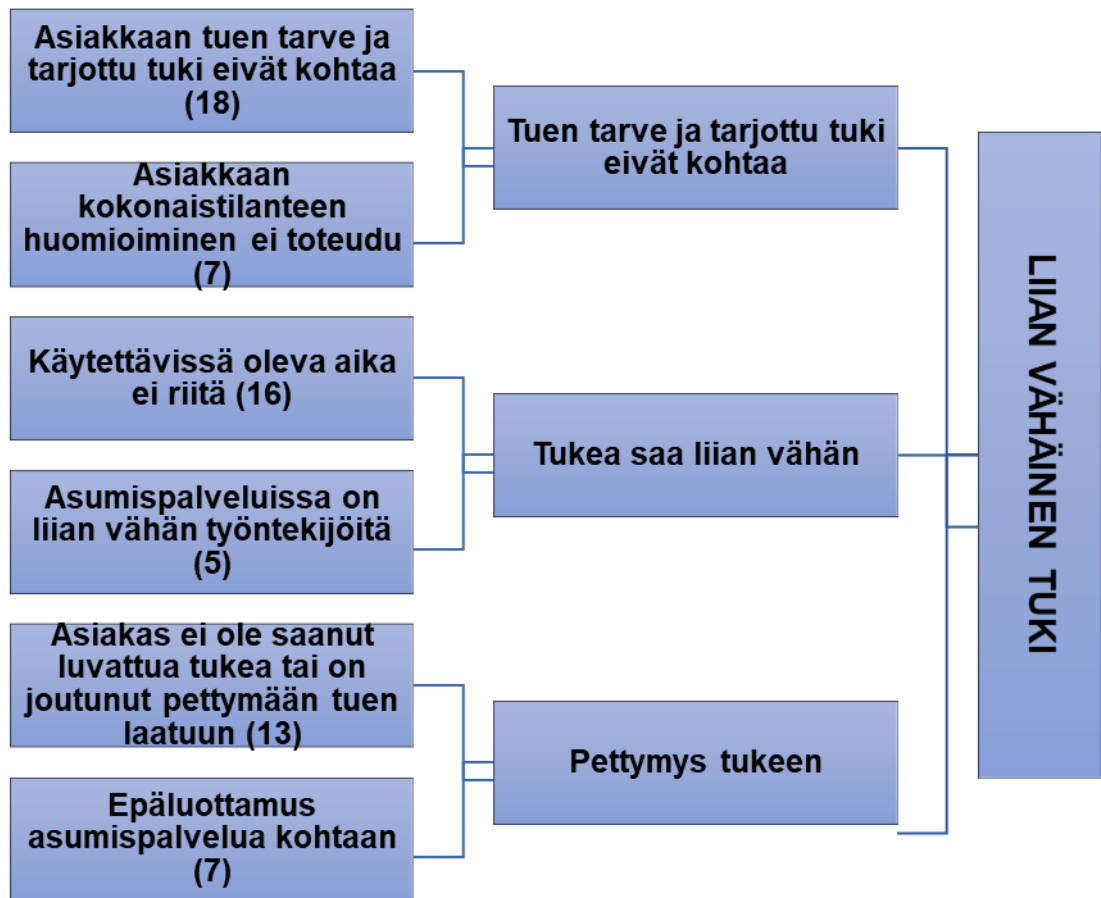 Asiakkaan tuen tarve ja
tarjottu tuki eivät kohtaa
(18)
Asiakkaan
kokonaistilanteen
huomioiminen ei toteudu
(7)
Käytettävissä oleva aika
ei riitä (16)
Asumispalveluissa on
liian vähän työntekijöitä
(5)
Asiakas ei ole saanut
luvattua tukea tai on
joutunut pettymään tuen
laatuun (13)
Epäluottamus
asumispalvelua kohtaan
(7)
Tuen tarve ja tarjottu tuki
eivät kohtaa
Tukea saa liian vähän
Pettymys tukeen
LIIAN VÄHÄINEN TUKI